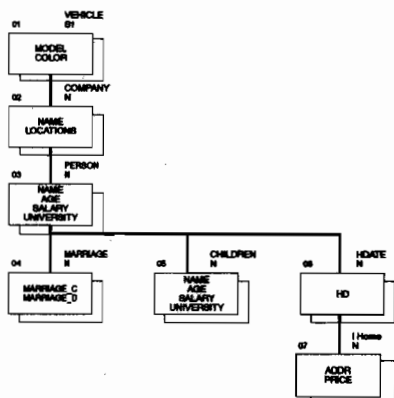 01
VEHICLE
S1
MODEL
COLOR
COMPANY
N
02
NAME
LOCATIONS
PERSON
N
03
NAME
AGE
SALARY
UNIVERSITY
04
MARRIAGE
N
MARRIAGE_C
MARRIAGE_D
05
CHILDREN
N
NAME
AGE
SALARY
UNIVERSITY
06
HDATE
N
HD
I Home
N
07
ADDR
PRICE